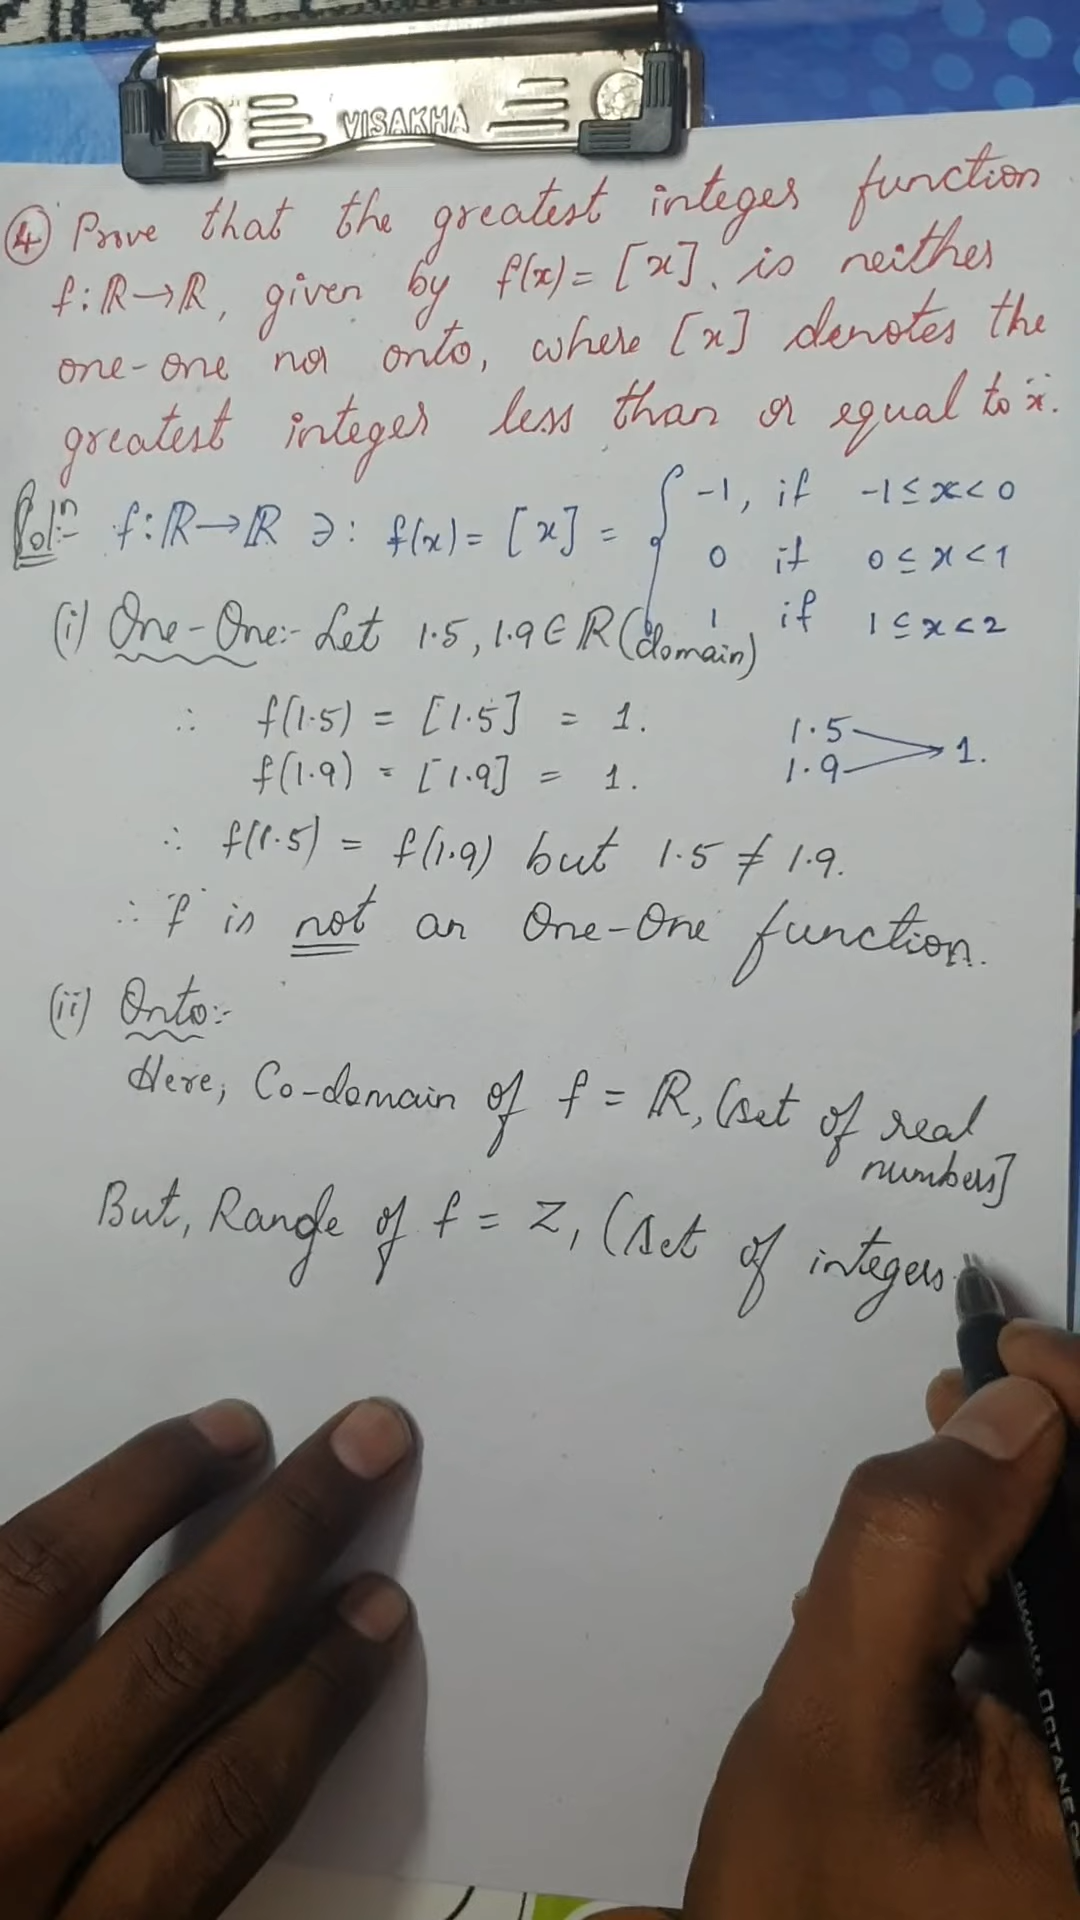 VISAKHA
④ Prove that the greatest integer function
f:ℝ→ℝ, given by f(x)=[x], is neither
one-one nor onto, where [x] denotes the
greatest integer less than or equal to x.
Soln:- f:ℝ→ℝ ∋: f(x)=[x]= { -1, if -1≤x<0
0 if 0≤x<1
1 if 1≤x<2
(i) One-One:- Let 1.5, 1.9∈ℝ(domain)
∴ f(1.5) = [1.5] = 1.
f(1.9) = [1.9] = 1.
1.5
1.9 → 1.
∴ f(1.5) = f(1.9) but 1.5 ≠ 1.9.
∴ 'f' is not an One-One function.
(ii) Onto:-
Here, Co-domain of f = ℝ, (set of real
numbers]
But, Range of f = Z, (set of integers
OCTANE